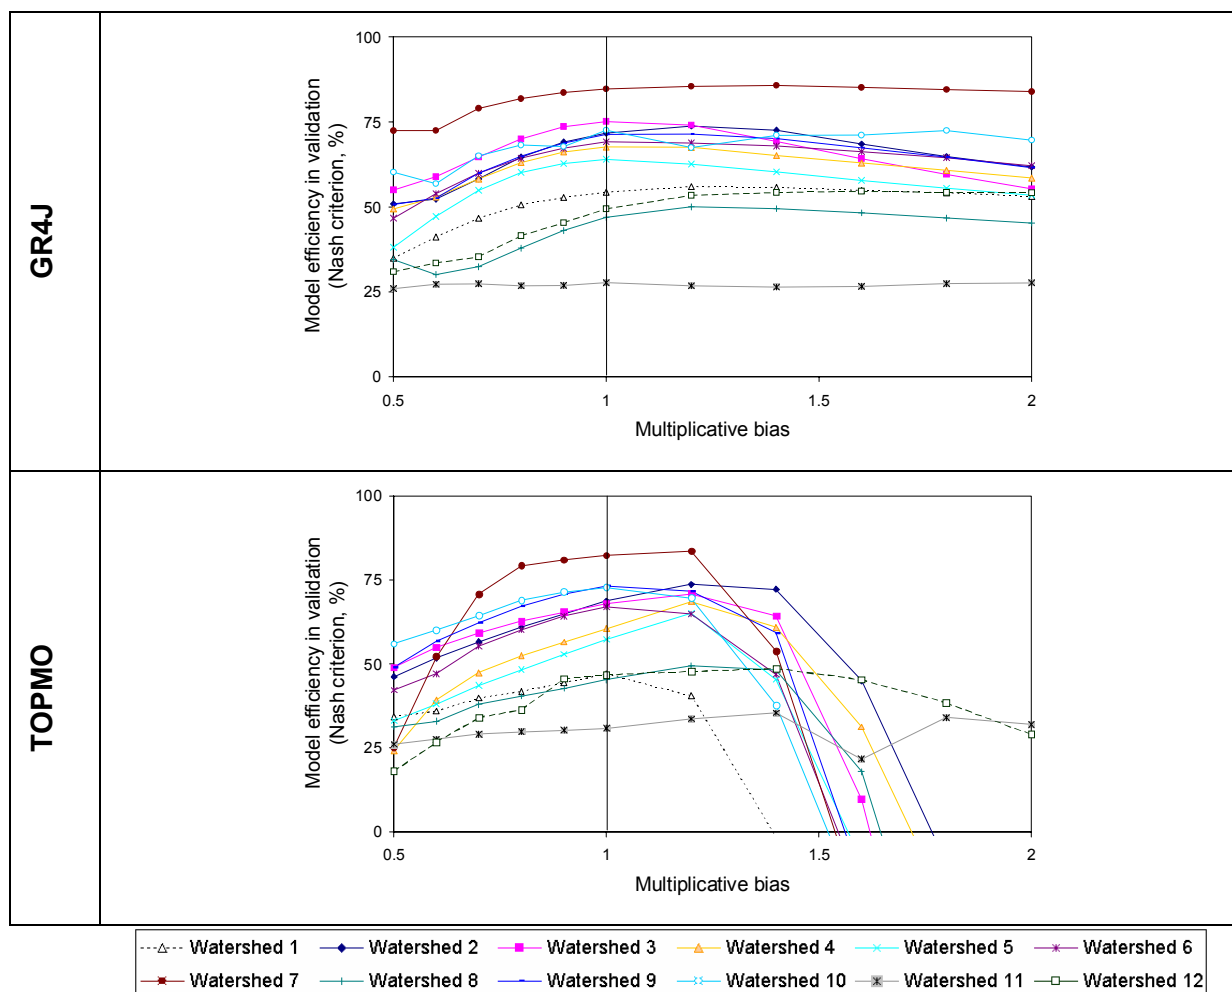 GR4J
Model efficiency in validation
(Nash criterion, %)
100
75
50
25
0
0.5 1 1.5 2
Multiplicative bias
TOPMO
Model efficiency in validation
(Nash criterion, %)
100
75
50
25
0
0.5 1 1.5 2
Multiplicative bias
Watershed 1 Watershed 2 Watershed 3 Watershed 4 Watershed 5 Watershed 6
Watershed 7 Watershed 8 Watershed 9 Watershed 10 Watershed 11 Watershed 12